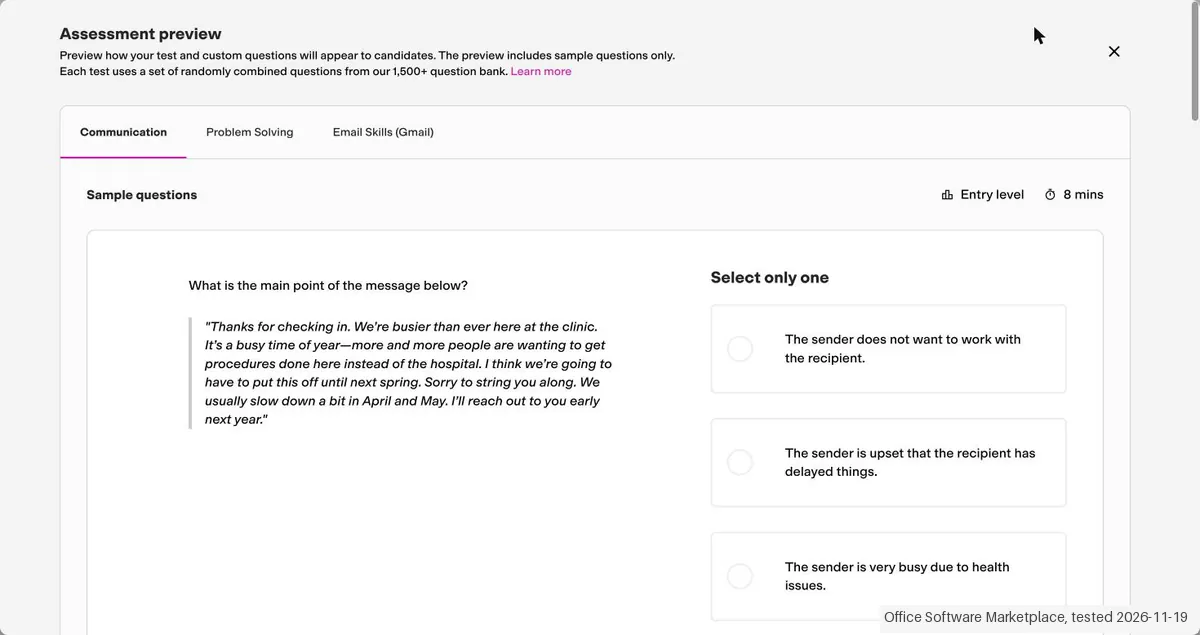 Assessment preview
Preview how your test and custom questions will appear to candidates. The preview includes sample questions only.
Each test uses a set of randomly combined questions from our 1,500+ question bank. Learn more
Communication
Problem Solving
Email Skills (Gmail)
Sample questions
Entry level
8 mins
What is the main point of the message below?
"Thanks for checking in. We’re busier than ever here at the clinic.
It’s a busy time of year—more and more people are wanting to get
procedures done here instead of the hospital. I think we’re going to
have to put this off until next spring. Sorry to string you along. We
usually slow down a bit in April and May. I’ll reach out to you early
next year."
Select only one
The sender does not want to work with
the recipient.
The sender is upset that the recipient has
delayed things.
The sender is very busy due to health
issues.
Office Software Marketplace, tested 2026-11-19